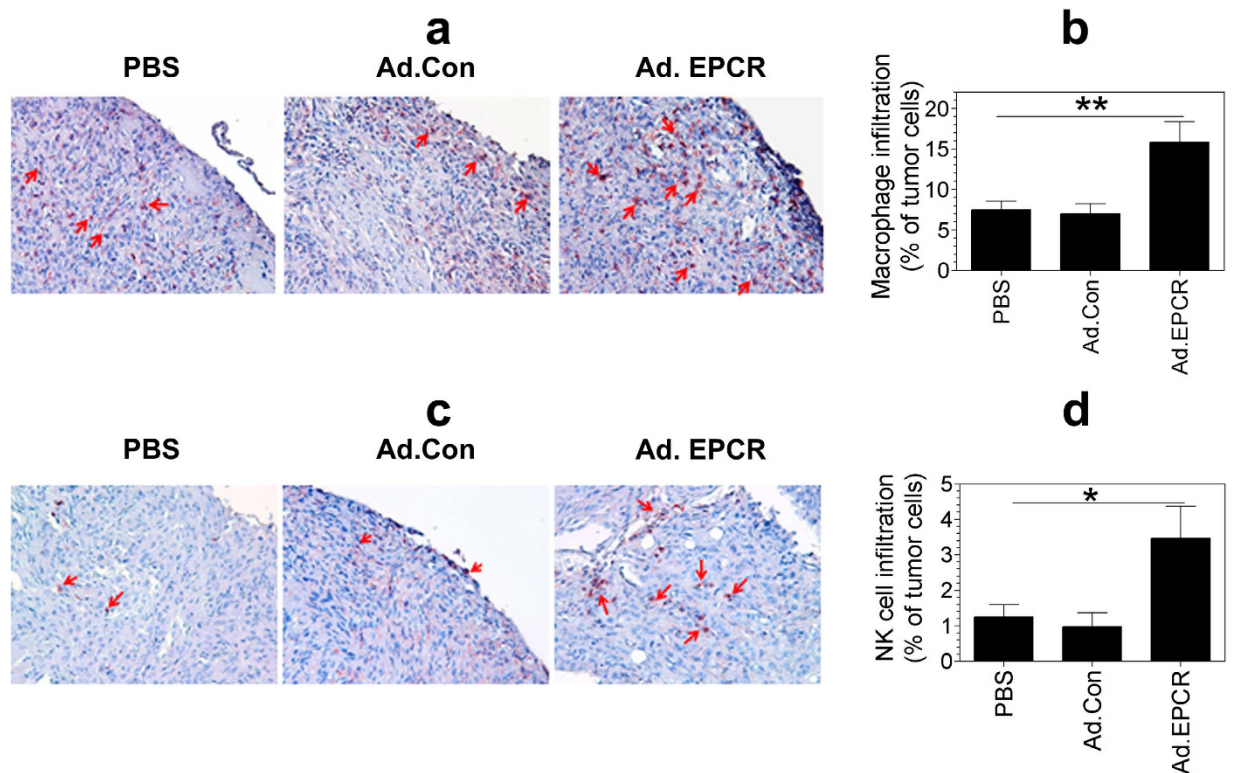 a
PBS
Ad.Con
Ad. EPCR
b
Macrophage infiltration
(% of tumor cells)
20
15
10
5
0
**
PBS
Ad.Con
Ad.EPCR
c
PBS
Ad.Con
Ad. EPCR
d
NK cell infiltration
(% of tumor cells)
5
4
3
2
1
0
*
PBS
Ad.Con
Ad.EPCR